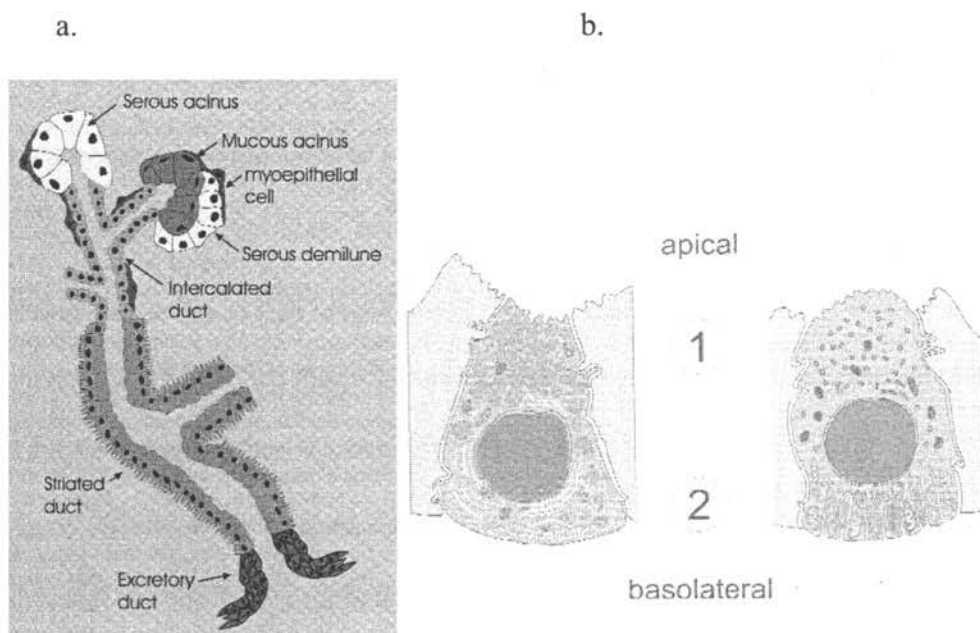 a.
b.
Serous acinus
Mucous acinus
myoepithelial
cell
Serous demilune
Intercalated
duct
Striated
duct
Excretory
duct
apical
1
2
basolateral